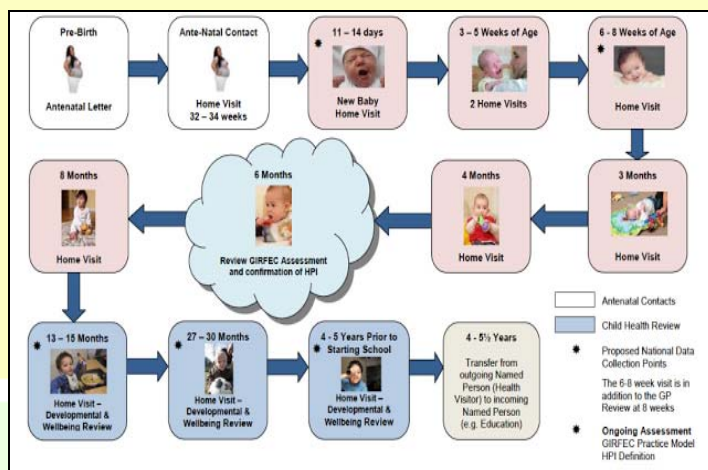 Pre-Birth
Antenatal Letter
Ante-Natal Contact
Home Visit
32 – 34 weeks
11 – 14 days
New Baby
Home Visit
3 – 5 Weeks of Age
2 Home Visits
6 - 8 Weeks of Age
Home Visit
8 Months
Home Visit
6 Months
Review GIRFEC Assessment
and confirmation of HPI
4 Months
Home Visit
3 Months
Home Visit
13 – 15 Months
Home Visit –
Developmental &
Wellbeing Review
27 – 30 Months
Home Visit –
Developmental &
Wellbeing Review
4 - 5 Years Prior to
Starting School
Home Visit –
Developmental &
Wellbeing Review
4 - 5½ Years
Transfer from
outgoing Named
Person (Health
Visitor) to incoming
Named Person
(e.g. Education)
Antenatal Contacts
Child Health Review
Proposed National Data
Collection Points
The 6-8 week visit is in
addition to the GP
Review at 8 weeks
Ongoing Assessment
GIRFEC Practice Model
HPI Definition